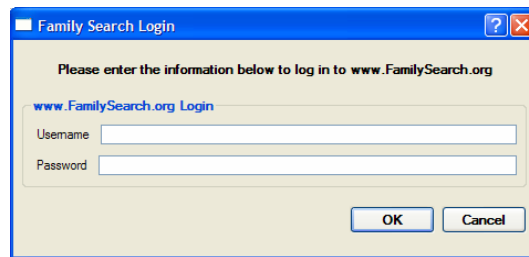 Family Search Login
Please enter the information below to log in to www.FamilySearch.org
www.FamilySearch.org Login
Username
Password
OK Cancel